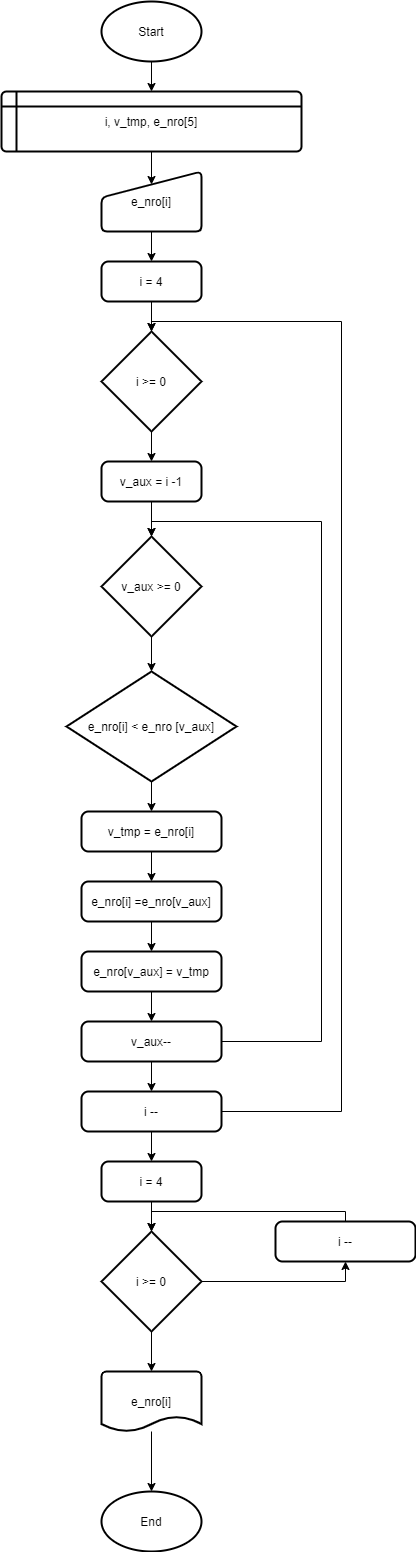 Start
i, v_tmp, e_nro[5]
e_nro[i]
i = 4
i >= 0
v_aux = i -1
v_aux >= 0
e_nro[i] < e_nro [v_aux]
v_tmp = e_nro[i]
e_nro[i] =e_nro[v_aux]
e_nro[v_aux] = v_tmp
v_aux--
i --
i = 4
i --
i >= 0
e_nro[i]
End